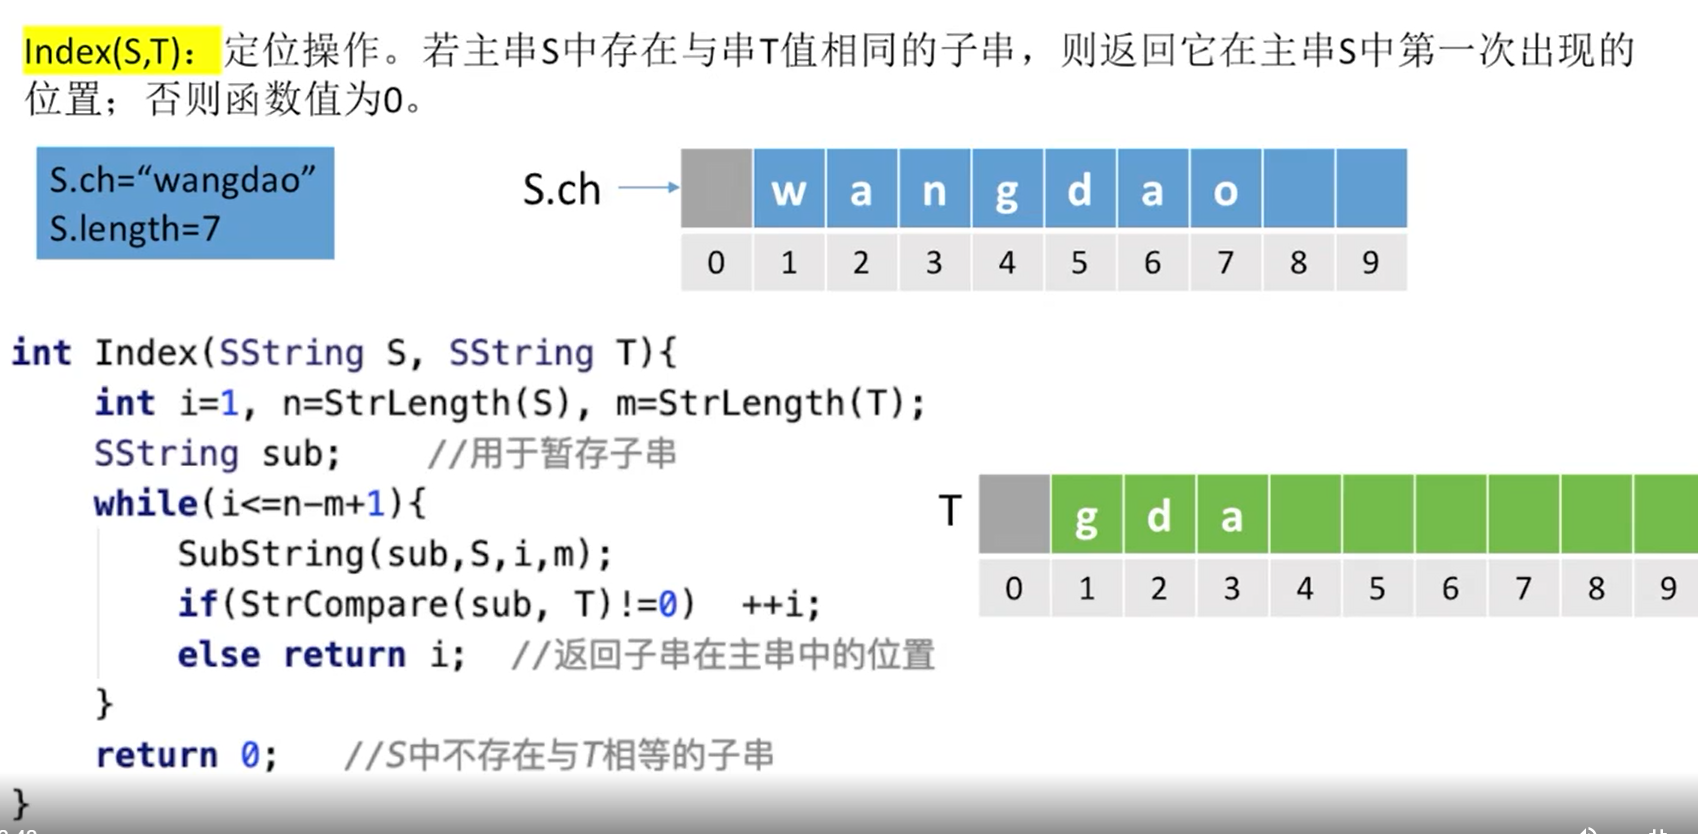 Index(S,T)：定位操作。若主串S中存在与串T值相同的子串，则返回它在主串S中第一次出现的
位置；否则函数值为0。
S.ch=“wangdao”
S.length=7
S.ch
w a n g d a o
0 1 2 3 4 5 6 7 8 9
int Index(SString S, SString T){
int i=1, n=StrLength(S), m=StrLength(T);
SString sub; //用于暂存子串
while(i<=n-m+1){
SubString(sub,S,i,m);
if(StrCompare(sub, T)!=0) ++i;
else return i; //返回子串在主串中的位置
}
return 0; //S中不存在与T相等的子串
}
T
g d a
0 1 2 3 4 5 6 7 8 9